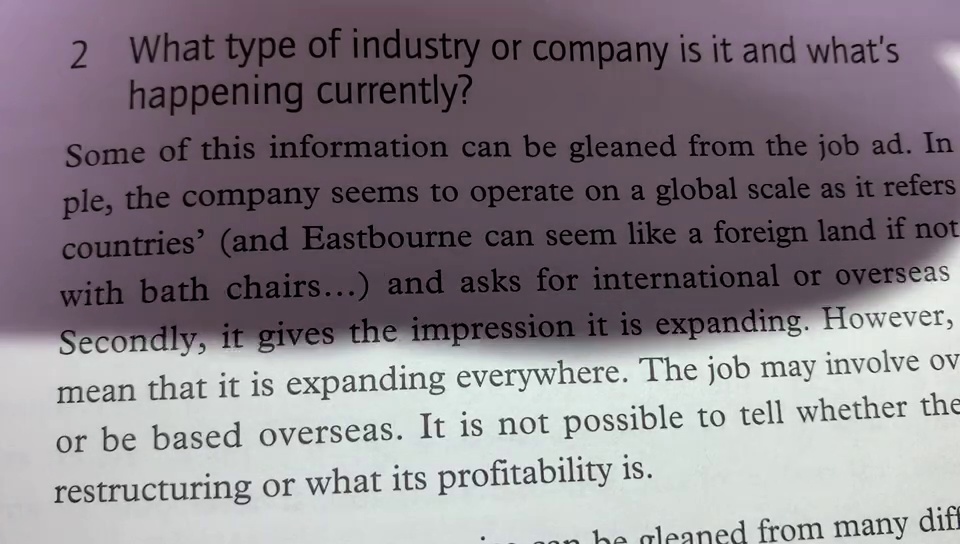 2 What type of industry or company is it and what's
happening currently?
Some of this information can be gleaned from the job ad. In
ple, the company seems to operate on a global scale as it refers
countries' (and Eastbourne can seem like a foreign land if not
with bath chairs...) and asks for international or overseas
Secondly, it gives the impression it is expanding. However,
mean that it is expanding everywhere. The job may involve ov
or be based overseas. It is not possible to tell whether the
restructuring or what its profitability is.
can be gleaned from many diff